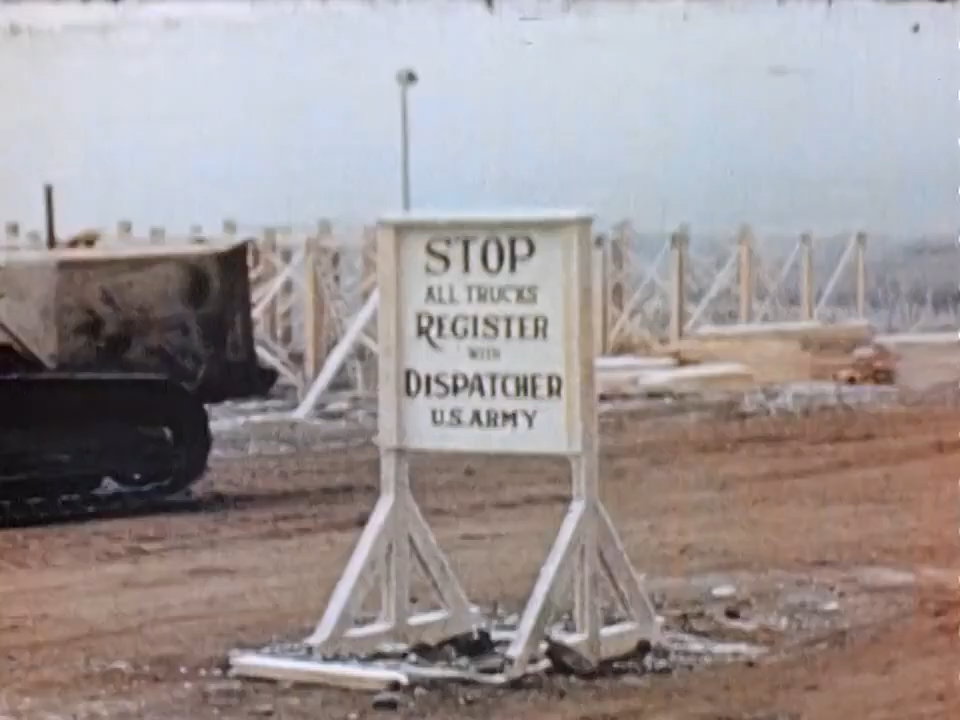 STOP
ALL TRUCKS
REGISTER
WITH
DISPATCHER
U.S. ARMY